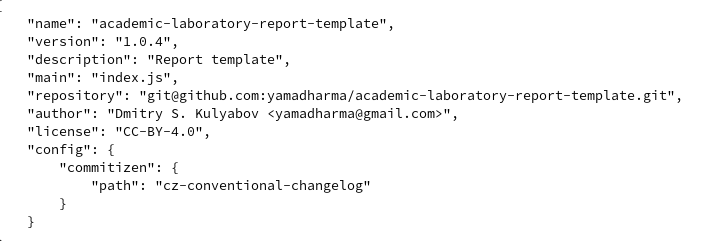 {
"name": "academic-laboratory-report-template",
"version": "1.0.4",
"description": "Report template",
"main": "index.js",
"repository": "git@github.com:yamadharma/academic-laboratory-report-template.git",
"author": "Dmitry S. Kulyabov <yamadharma@gmail.com>",
"license": "CC-BY-4.0",
"config": {
"commitizen": {
"path": "cz-conventional-changelog"
}
}